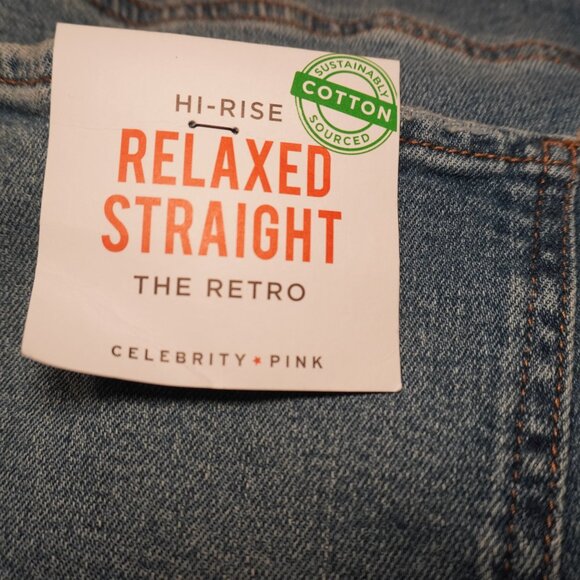 SUSTAINABLY
COTTON
SOURCED
HI-RISE
RELAXED
STRAIGHT
THE RETRO
CELEBRITY ★ PINK